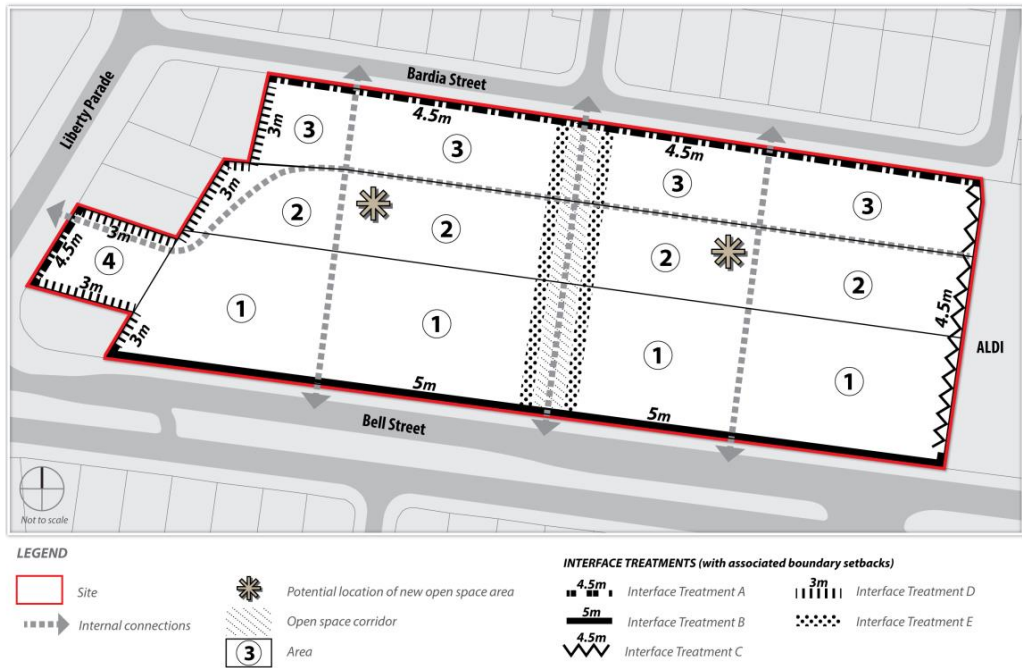 Bardia Street
Liberty Parade
4.5m
3m
3
3
4.5m
3
3
3m
2
2
2
2
3m
4.5m
4
3m
3m
1
1
1
1
4.5m
ALDI
5m
5m
Bell Street
Not to scale
LEGEND
Site
Internal connections
Potential location of new open space area
Open space corridor
3 Area
INTERFACE TREATMENTS (with associated boundary setbacks)
4.5m Interface Treatment A
5m Interface Treatment B
4.5m Interface Treatment C
3m Interface Treatment D
Interface Treatment E